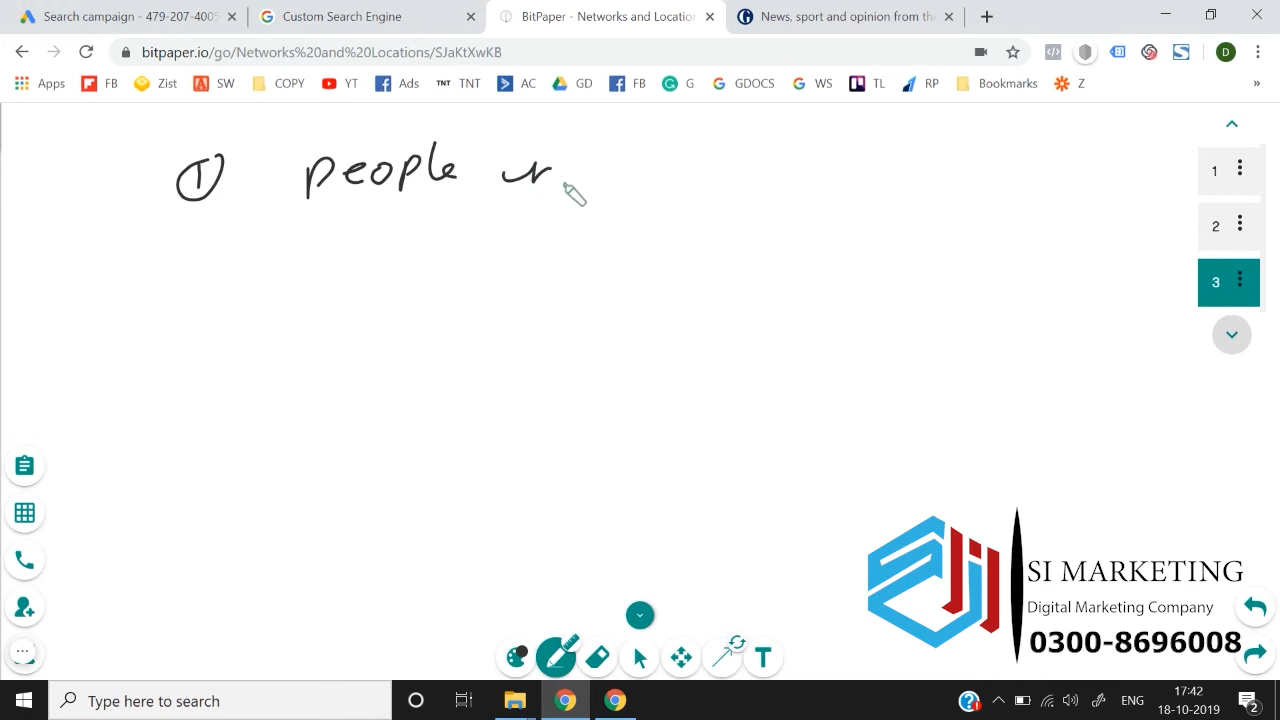 Search campaign - 479-207-4005
Custom Search Engine
BitPaper - Networks and Location
News, sport and opinion from the
bitpaper.io/go/Networks%20and%20Locations/SJaKtXwKB
D
Apps FB Zist SW COPY YT Ads TNT TNT AC GD FB G GDOCS WS TL RP Bookmarks Z »
① people
1
2
3
SI MARKETING
Digital Marketing Company
0300-8696008
T
Type here to search
ENG
17:42
18-10-2019
2